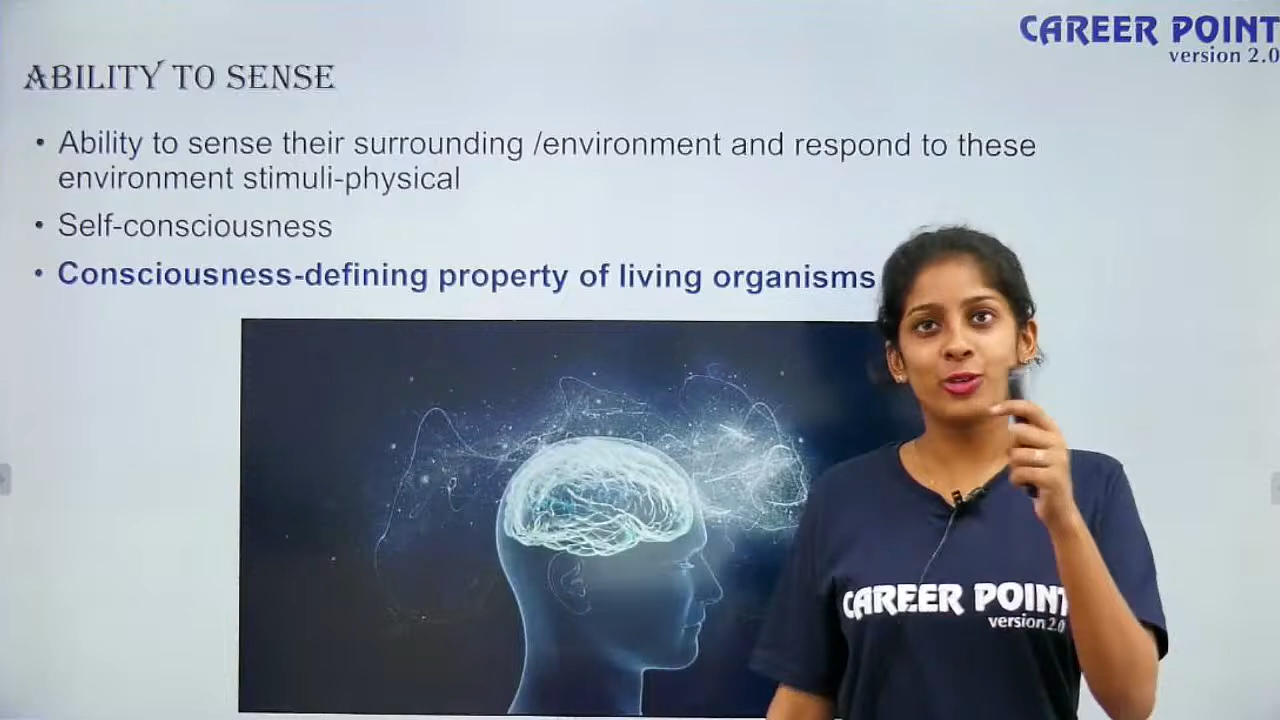 CAREER POINT
version 2.0
ABILITY TO SENSE
• Ability to sense their surrounding /environment and respond to these
environment stimuli-physical
• Self-consciousness
• Consciousness-defining property of living organisms
CAREER POINT
version 2.0